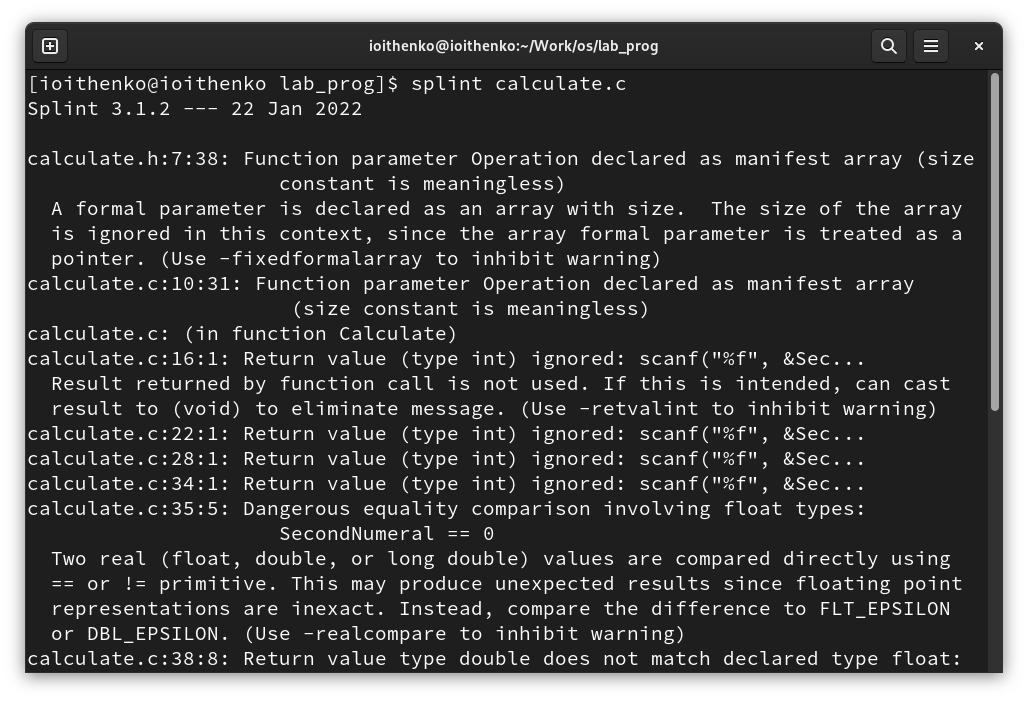 ioithenko@ioithenko:~/Work/os/lab_prog
[ioithenko@ioithenko lab_prog]$ splint calculate.c
Splint 3.1.2 --- 22 Jan 2022
calculate.h:7:38: Function parameter Operation declared as manifest array (size
constant is meaningless)
A formal parameter is declared as an array with size.  The size of the array
is ignored in this context, since the array formal parameter is treated as a
pointer. (Use -fixedformalarray to inhibit warning)
calculate.c:10:31: Function parameter Operation declared as manifest array
(size constant is meaningless)
calculate.c: (in function Calculate)
calculate.c:16:1: Return value (type int) ignored: scanf("%f", &Sec...
Result returned by function call is not used. If this is intended, can cast
result to (void) to eliminate message. (Use -retvalint to inhibit warning)
calculate.c:22:1: Return value (type int) ignored: scanf("%f", &Sec...
calculate.c:28:1: Return value (type int) ignored: scanf("%f", &Sec...
calculate.c:34:1: Return value (type int) ignored: scanf("%f", &Sec...
calculate.c:35:5: Dangerous equality comparison involving float types:
SecondNumeral == 0
Two real (float, double, or long double) values are compared directly using
== or != primitive. This may produce unexpected results since floating point
representations are inexact. Instead, compare the difference to FLT_EPSILON
or DBL_EPSILON. (Use -realcompare to inhibit warning)
calculate.c:38:8: Return value type double does not match declared type float: